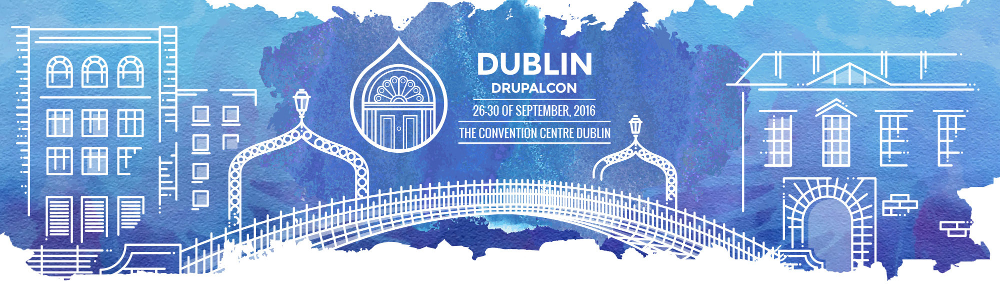 DUBLIN
DRUPALCON
26-30 OF SEPTEMBER, 2016
THE CONVENTION CENTRE DUBLIN